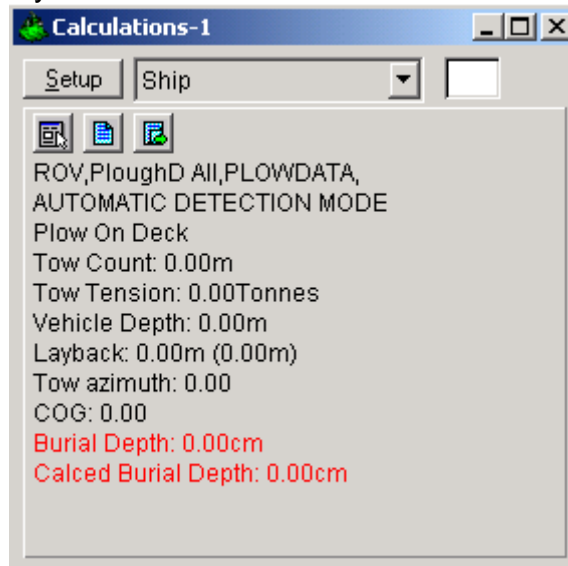 Calculations-1
Setup Ship
ROV,PloughD All,PLOWDATA,
AUTOMATIC DETECTION MODE
Plow On Deck
Tow Count: 0.00m
Tow Tension: 0.00Tonnes
Vehicle Depth: 0.00m
Layback: 0.00m (0.00m)
Tow azimuth: 0.00
COG: 0.00
Burial Depth: 0.00cm
Calced Burial Depth: 0.00cm